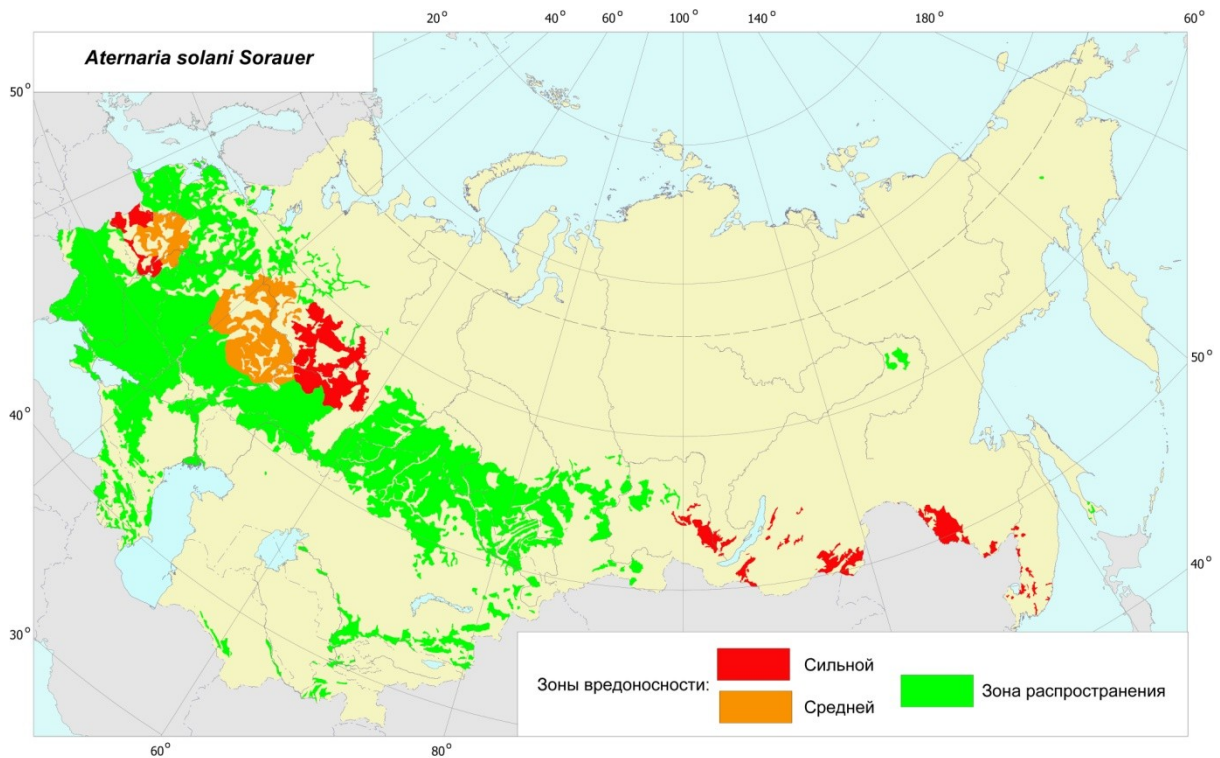 20° 40° 60° 100° 140° 180° 60°
Aternaria solani Sorauer
50°
50°
40°
40°
30°
Зоны вредоносности:
Сильной
Средней
Зона распространения
60° 80°